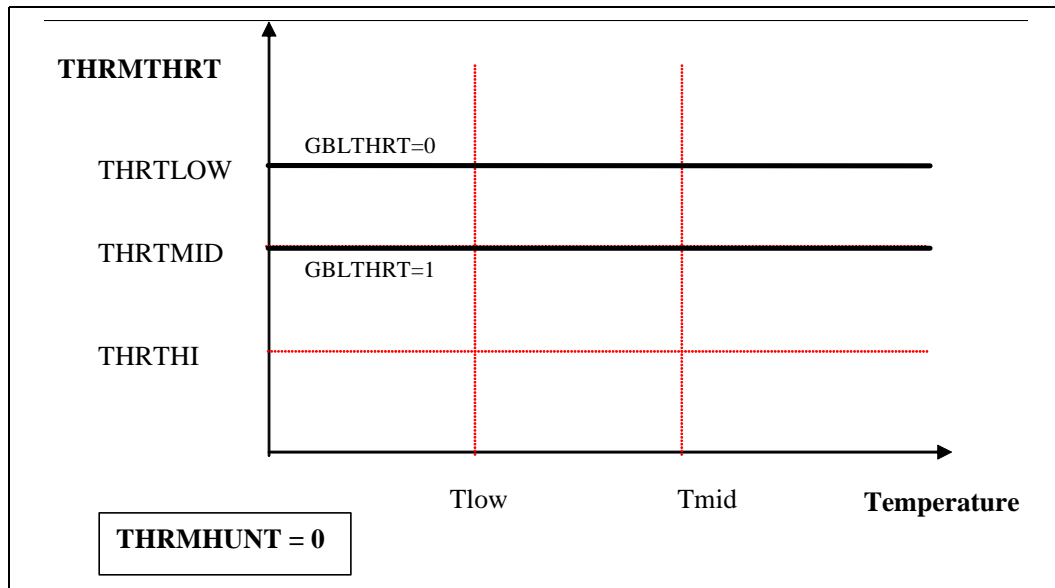 THRMTHRT
GBLTHRT=0
THRTLOW
THRTMID
GBLTHRT=1
THRTHI
Tlow
Tmid
Temperature
THRMHUNT = 0